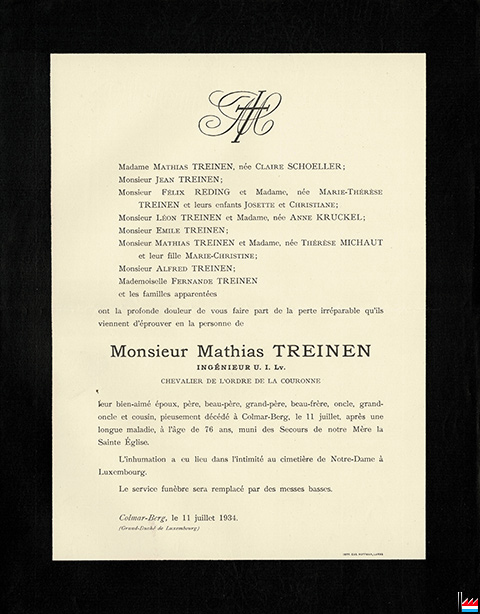 Madame Mathias TREINEN, née Claire SCHOELLER;
Monsieur Jean TREINEN;
Monsieur Félix REDING et Madame, née Marie-Thérèse
TREINEN et leurs enfants Josette et Christiane;
Monsieur Léon TREINEN et Madame, née Anne KRUCKEL;
Monsieur Emile TREINEN;
Monsieur Mathias TREINEN et Madame, née Thérèse MICHAUT
et leur fille Marie-Christine;
Monsieur Alfred TREINEN;
Mademoiselle Fernande TREINEN
et les familles apparentées
ont la profonde douleur de vous faire part de la perte irréparable qu'ils
viennent d'éprouver en la personne de
Monsieur Mathias TREINEN
INGÉNIEUR U. I. Lv.
CHEVALIER DE L'ORDRE DE LA COURONNE
leur bien-aimé époux, père, beau-père, grand-père, beau-frère, oncle, grand-
oncle et cousin, pieusement décédé à Colmar-Berg, le 11 juillet, après une
longue maladie, à l'âge de 76 ans, muni des Secours de notre Mère la
Sainte Église.
L'inhumation a eu lieu dans l'intimité au cimetière de Notre-Dame à
Luxembourg.
Le service funèbre sera remplacé par des messes basses.
Colmar-Berg, le 11 juillet 1934.
(Grand-Duché de Luxembourg)